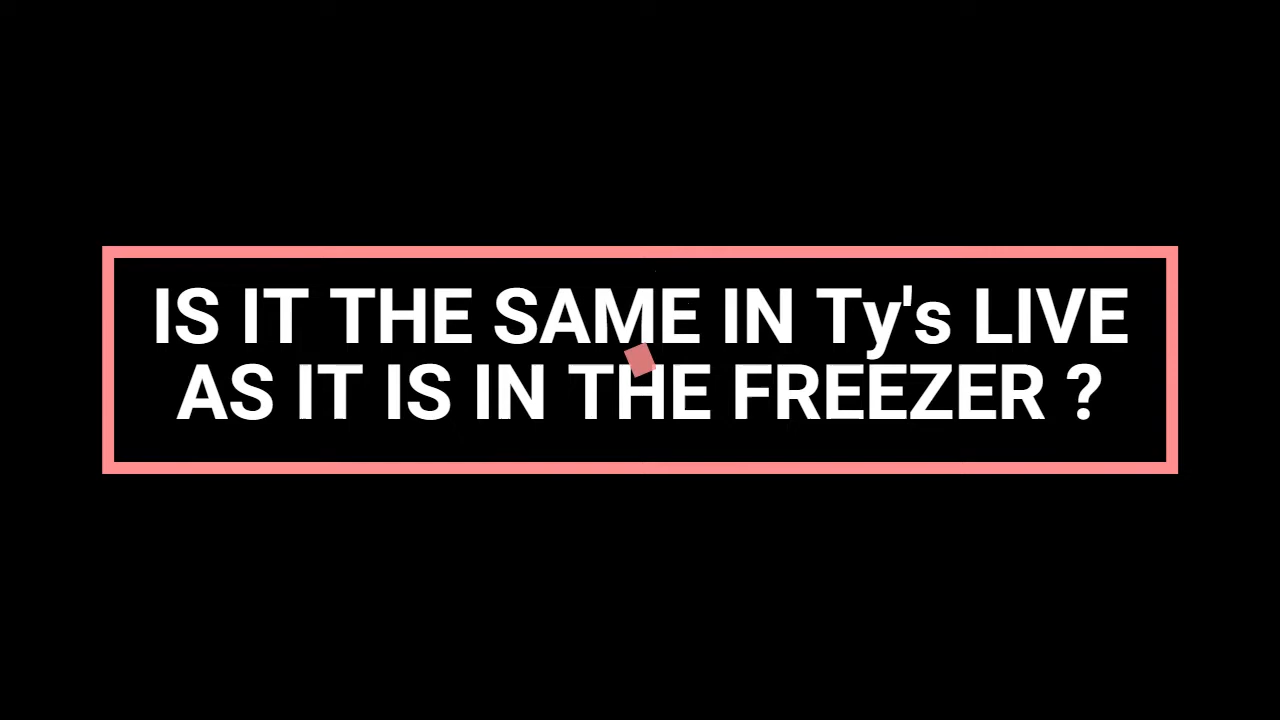 IS IT THE SAME IN Ty's LIVE
AS IT IS IN THE FREEZER ?